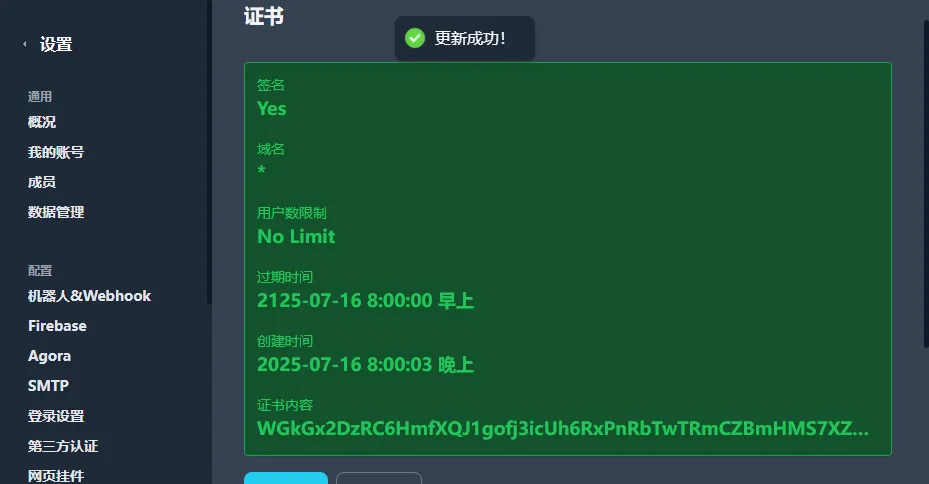 设置
通用
概况
我的账号
成员
数据管理
配置
机器人&Webhook
Firebase
Agora
SMTP
登录设置
第三方认证
网页挂件
证书
更新成功！
签名
Yes
域名
*
用户数限制
No Limit
过期时间
2125-07-16 8:00:00 早上
创建时间
2025-07-16 8:00:03 晚上
证书内容
WGkGx2DzRC6HmfXQJ1gofj3icUh6RxPnRbTwTRmCZBmHMS7XZ...